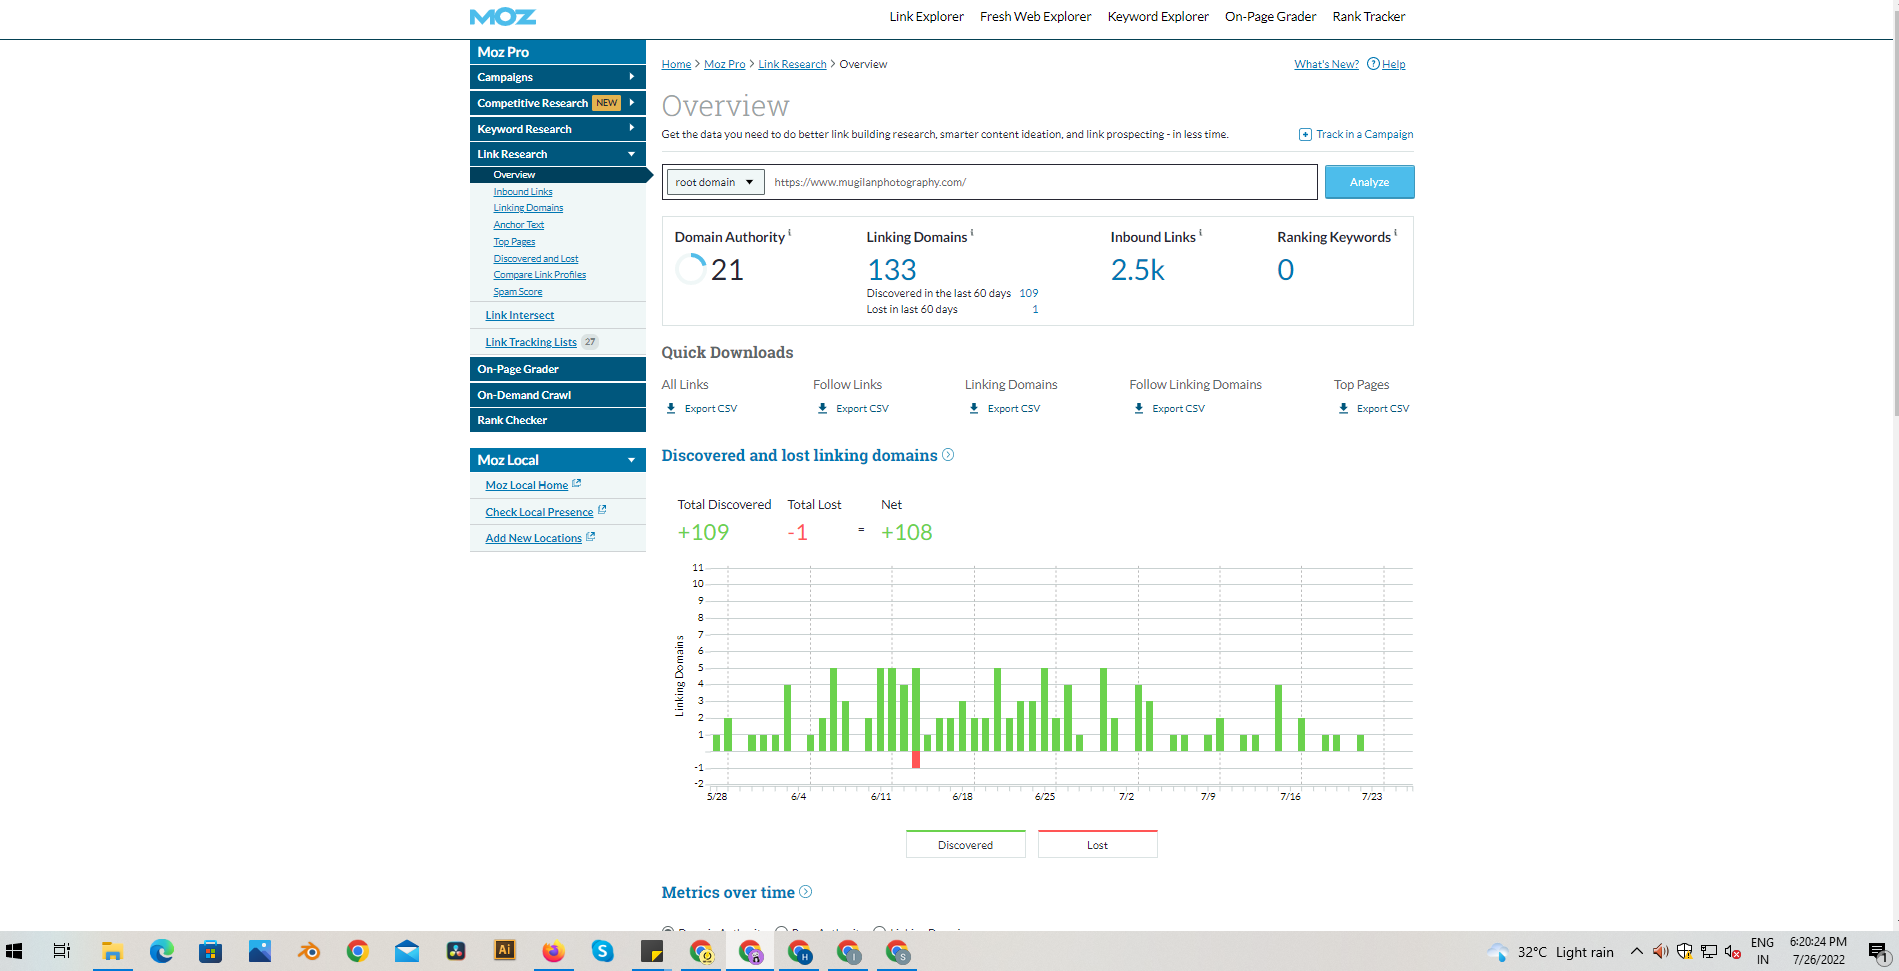 MOZ
Link Explorer Fresh Web Explorer Keyword Explorer On-Page Grader Rank Tracker
Moz Pro
Campaigns
Competitive Research NEW
Keyword Research
Link Research
Overview
Inbound Links
Linking Domains
Anchor Text
Top Pages
Discovered and Lost
Compare Link Profiles
Spam Score
Link Intersect
Link Tracking Lists 27
On-Page Grader
On-Demand Crawl
Rank Checker
Moz Local
Moz Local Home
Check Local Presence
Add New Locations
Home > Moz Pro > Link Research > Overview
What's New? ? Help
Overview
Get the data you need to do better link building research, smarter content ideation, and link prospecting - in less time.
Track in a Campaign
root domain https://www.mugilanphotography.com/ Analyze
Domain Authority i Linking Domains i Inbound Links i Ranking Keywords i
21 133 2.5k 0
Discovered in the last 60 days 109
Lost in last 60 days 1
Quick Downloads
All Links Follow Links Linking Domains Follow Linking Domains Top Pages
Export CSV Export CSV Export CSV Export CSV Export CSV
Discovered and lost linking domains
Total Discovered Total Lost Net
+109 -1 = +108
Linking Domains
11
10
9
8
7
6
5
4
3
2
1
-1
-2
5/28 6/4 6/11 6/18 6/25 7/2 7/9 7/16 7/23
Discovered Lost
Metrics over time
Ai
S
H
I
S
32°C Light rain
ENG
IN
6:20:24 PM
7/26/2022
1